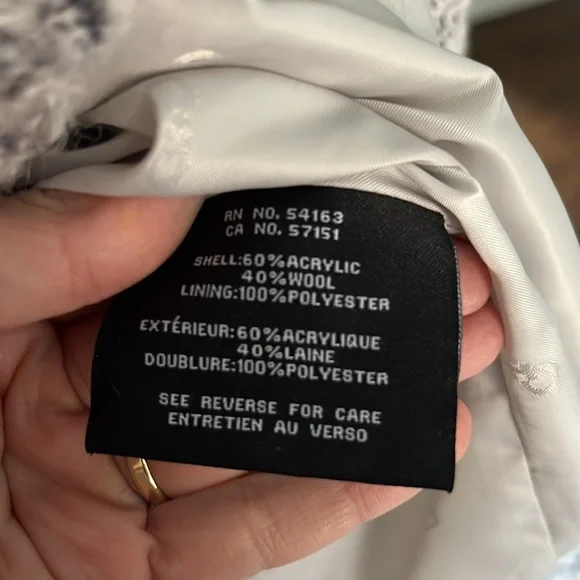 RN NO. 54163
CA NO. 57151
SHELL:60%ACRYLIC
40%WOOL
LINING:100%POLYESTER
EXTÉRIEUR:60%ACRYLIQUE
40%LAINE
DOUBLURE:100%POLYESTER
SEE REVERSE FOR CARE
ENTRETIEN AU VERSO